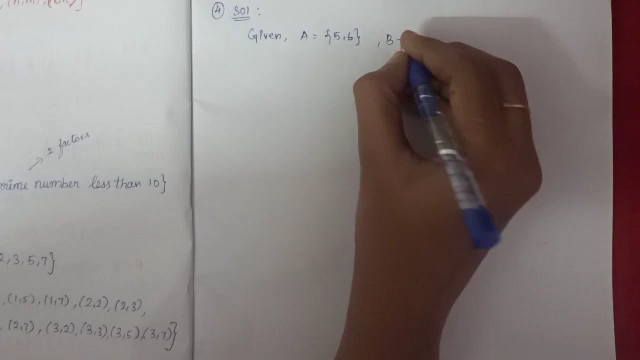 ④ Sol :
Given, A = {5,6} , B
→ 2 factors
rime number less than 10}
2, 3, 5, 7}
, (1,5), (1,7), (2,2), (2,3),
, (2,7), (3,2), (3,3), (3,5), (3,7)}